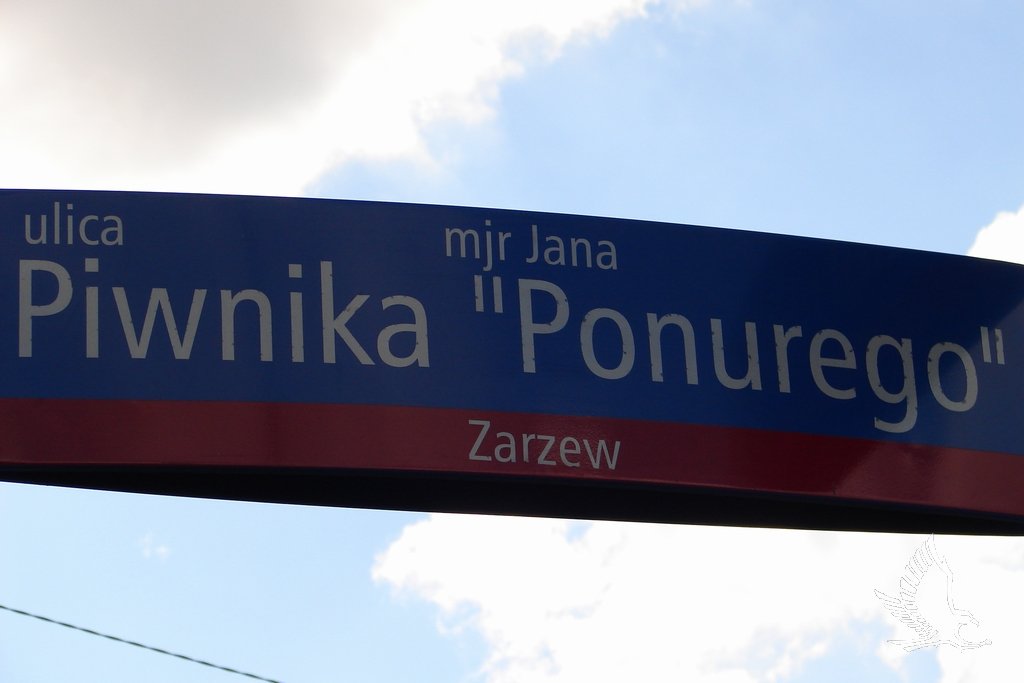 ulica
mjr Jana
Piwnika "Ponurego"
Zarzew